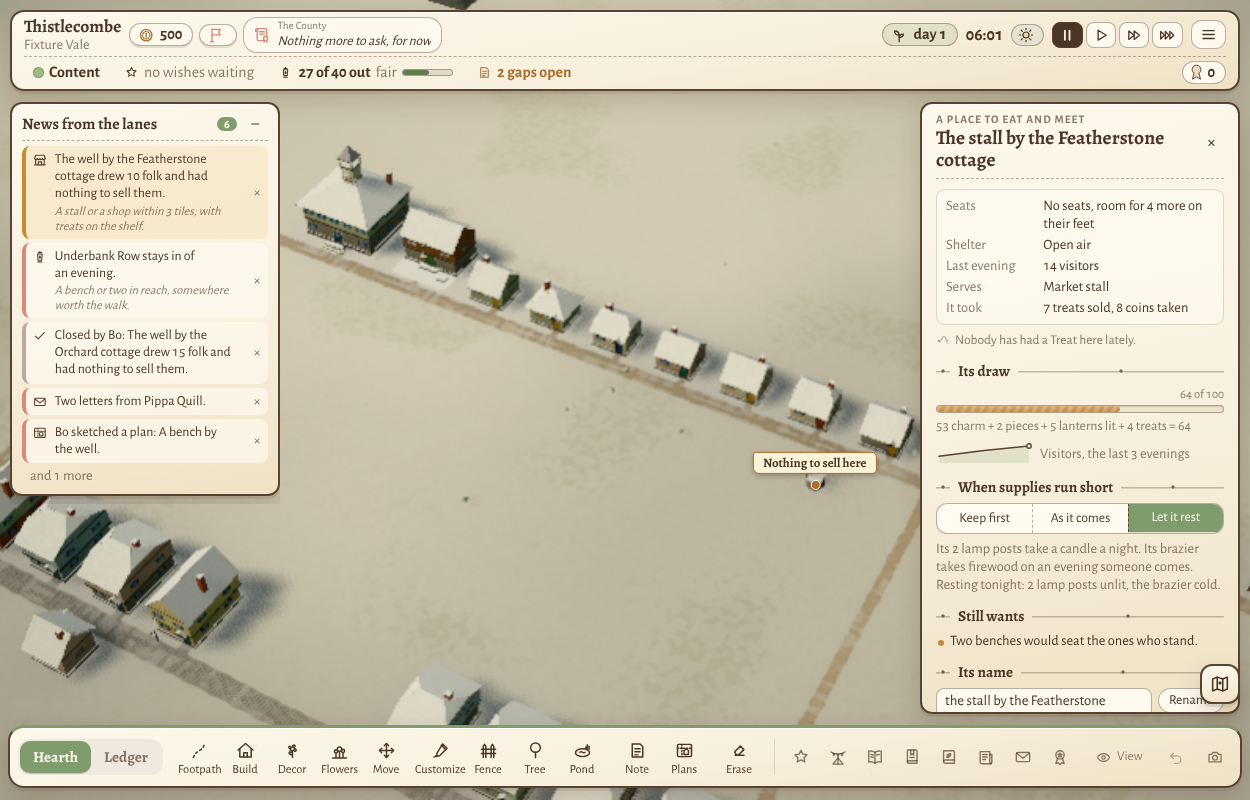 Thistlecombe
Fixture Vale
500
The County
Nothing more to ask, for now
day 1
06:01
Content
no wishes waiting
27 of 40 out fair
2 gaps open
0
News from the lanes
6
The well by the Featherstone
cottage drew 10 folk and had
nothing to sell them.
A stall or a shop within 3 tiles, with
treats on the shelf.
Underbank Row stays in of
an evening.
A bench or two in reach, somewhere
worth the walk.
Closed by Bo: The well by the
Orchard cottage drew 15 folk and
had nothing to sell them.
Two letters from Pippa Quill.
Bo sketched a plan: A bench by
the well.
and 1 more
Nothing to sell here
A PLACE TO EAT AND MEET
The stall by the Featherstone
cottage
Seats
No seats, room for 4 more on
their feet
Shelter
Open air
Last evening
14 visitors
Serves
Market stall
It took
7 treats sold, 8 coins taken
Nobody has had a Treat here lately.
Its draw
64 of 100
53 charm + 2 pieces + 5 lanterns lit + 4 treats = 64
Visitors, the last 3 evenings
When supplies run short
Keep first
As it comes
Let it rest
Its 2 lamp posts take a candle a night. Its brazier
takes firewood on an evening someone comes.
Resting tonight: 2 lamp posts unlit, the brazier cold.
Still wants
Two benches would seat the ones who stand.
Its name
the stall by the Featherstone
Hearth
Ledger
Footpath
Build
Decor
Flowers
Move
Customize
Fence
Tree
Pond
Note
Plans
Erase
View